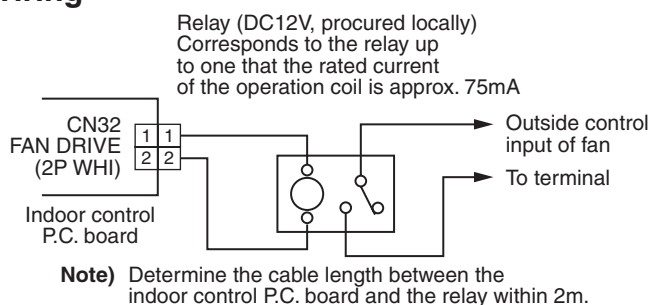 Relay (DC12V, procured locally)
Corresponds to the relay up
to one that the rated current
of the operation coil is approx. 75mA
CN32
FAN DRIVE
(2P WHI)
1 1
2 2
Outside control
input of fan
To terminal
Indoor control
P.C. board
Note) Determine the cable length between the
indoor control P.C. board and the relay within 2m.